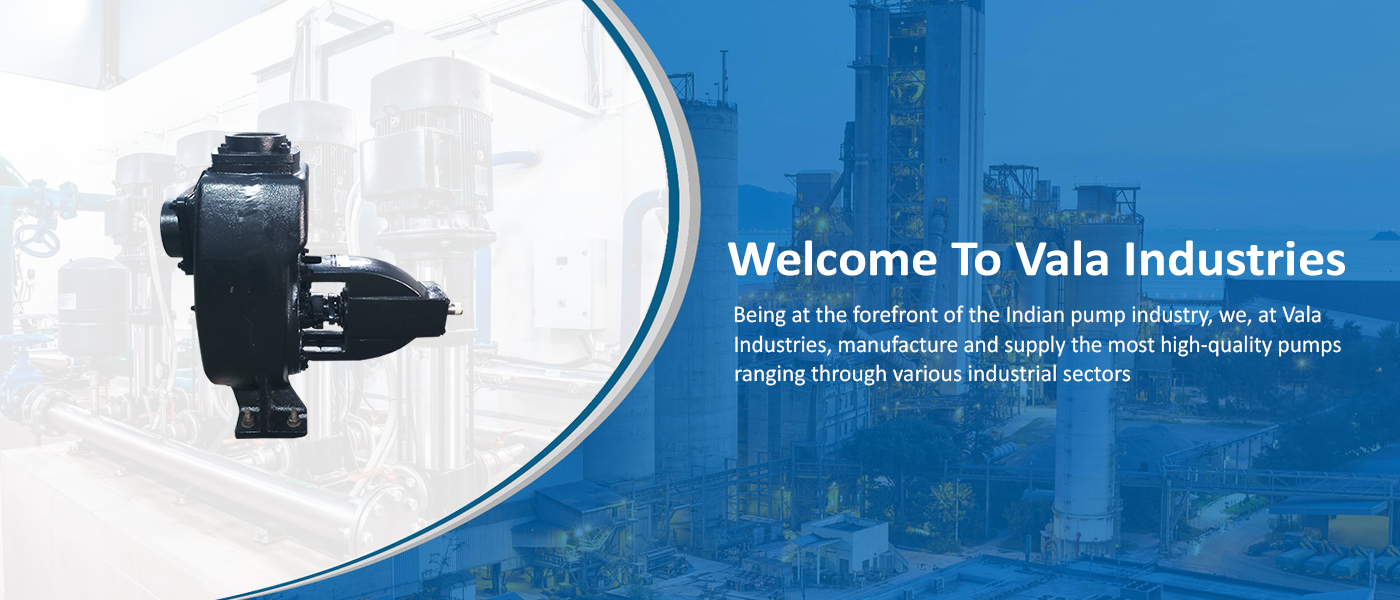 Welcome To Vala Industries
Being at the forefront of the Indian pump industry, we, at Vala
Industries, manufacture and supply the most high-quality pumps
ranging through various industrial sectors